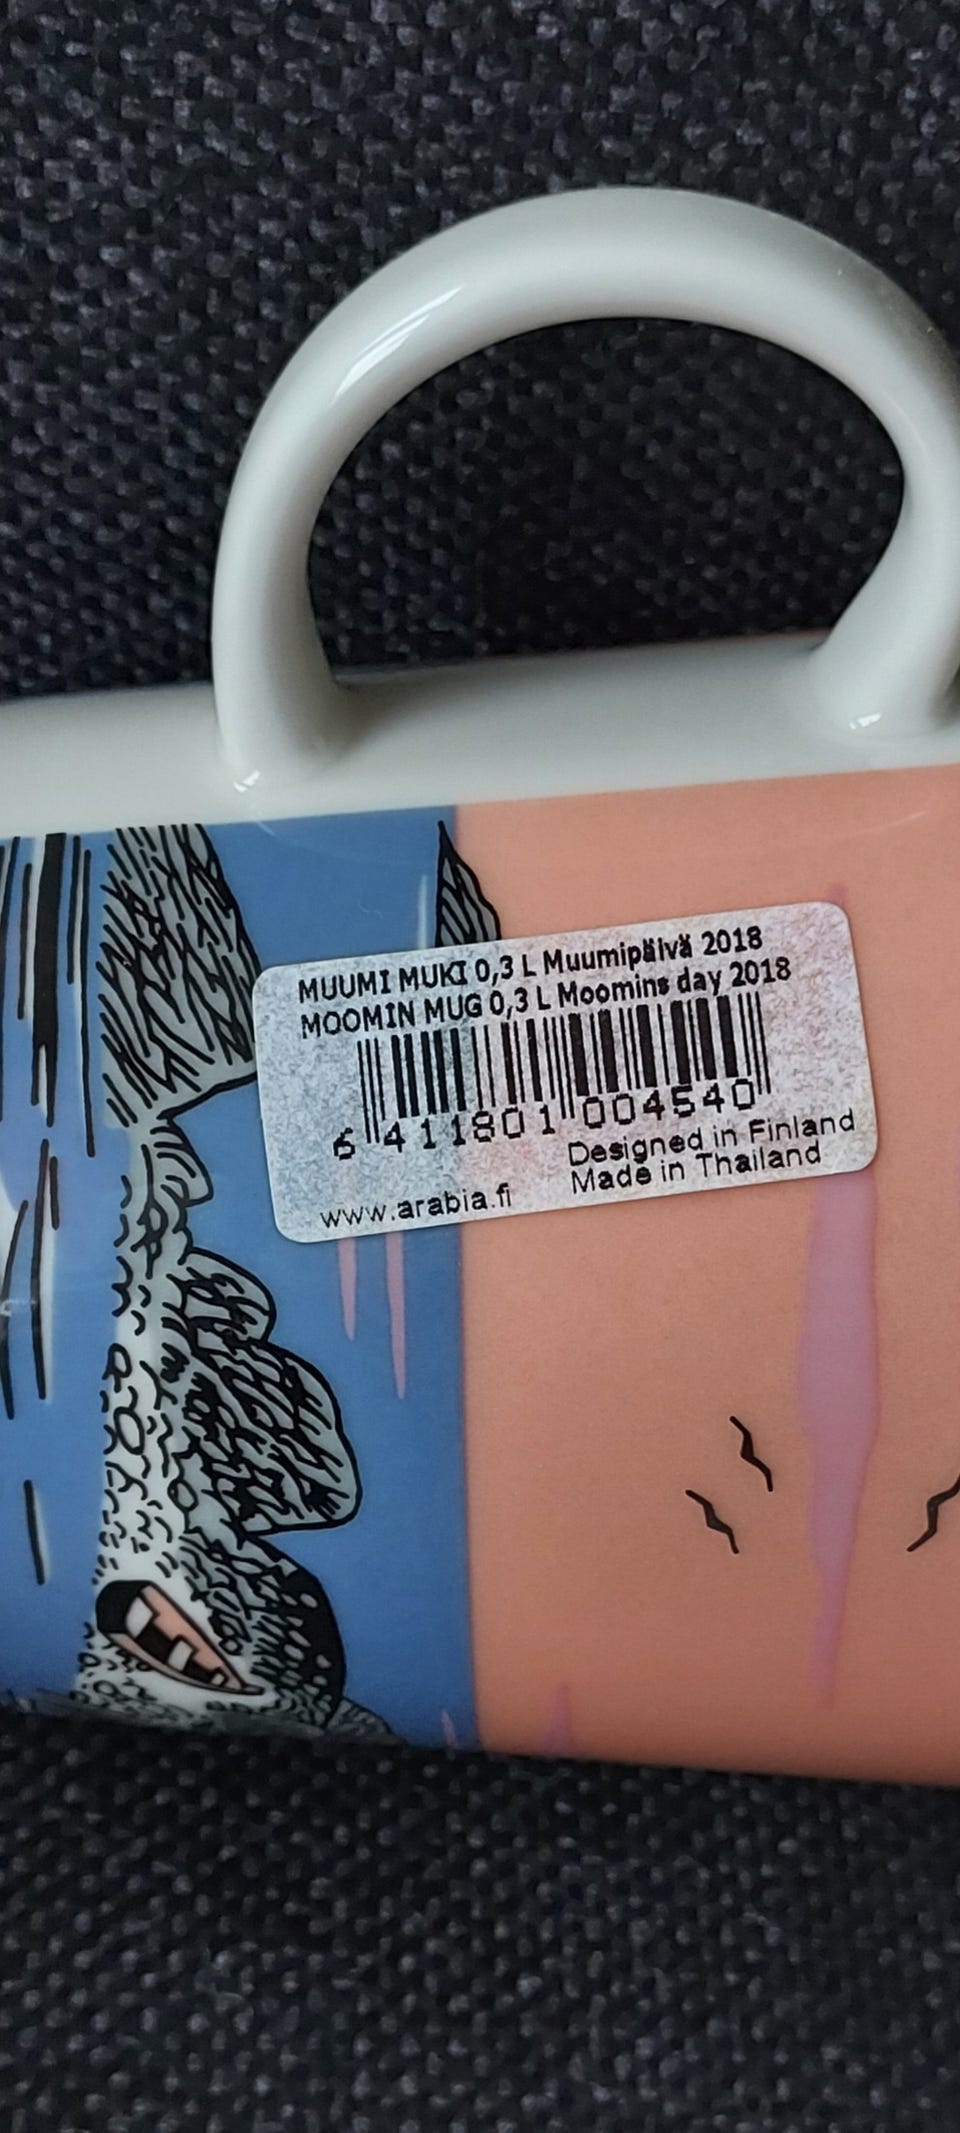 MUUMI MUKI 0,3 L Muumipäivä 2018
MOOMIN MUG 0,3 L Moomins day 2018
6 411801 004540
Designed in Finland
Made in Thailand
www.arabia.fi